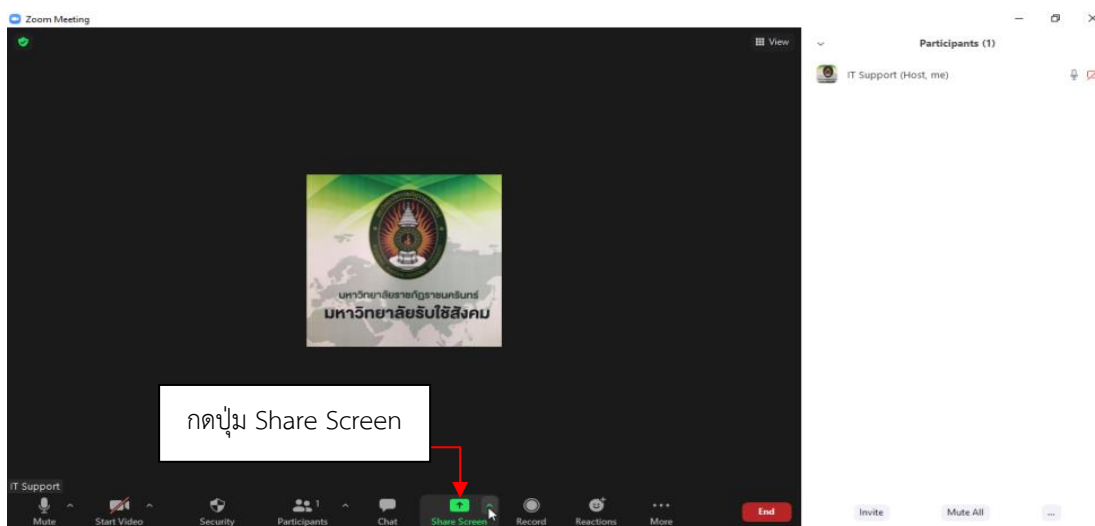 Zoom Meeting
View
Participants (1)
IT Support (Host, me)
มหาวิทยาลัยราชภัฏราชนครินทร์
มหาวิทยาลัยรับใช้สังคม
กดปุ่ม Share Screen
IT Support
1
Mute
Start Video
Security
Participants
Chat
Share Screen
Record
Reactions
More
End
Invite
Mute All
...